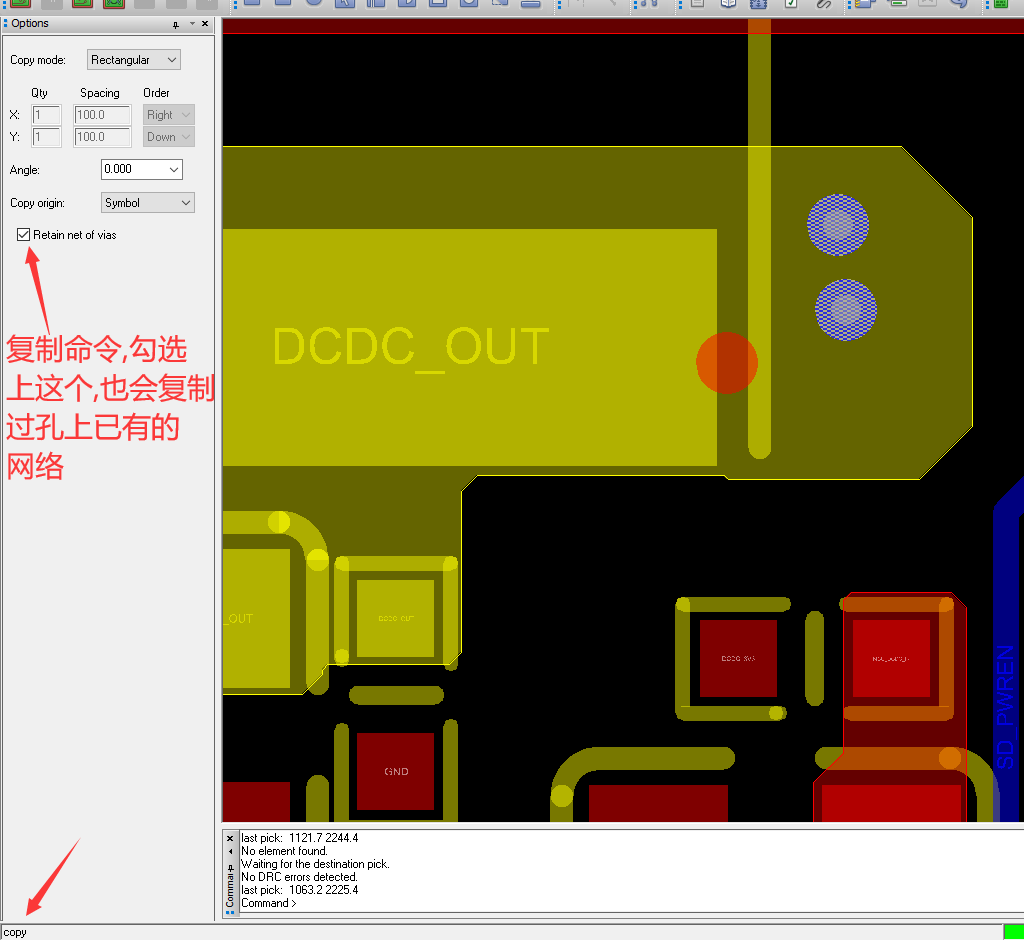 Options
Copy mode: Rectangular
Qty Spacing Order
X: 1 100.0 Right
Y: 1 100.0 Down
Angle: 0.000
Copy origin: Symbol
Retain net of vias
复制命令,勾选
上这个,也会复制
过孔上已有的
网络
DCDC_OUT
_OUT
DCDC_OUT
GND
SD_PWREN
Command
last pick: 1121.7 2244.4
No element found.
Waiting for the destination pick.
No DRC errors detected.
last pick: 1063.2 2225.4
Command >
copy